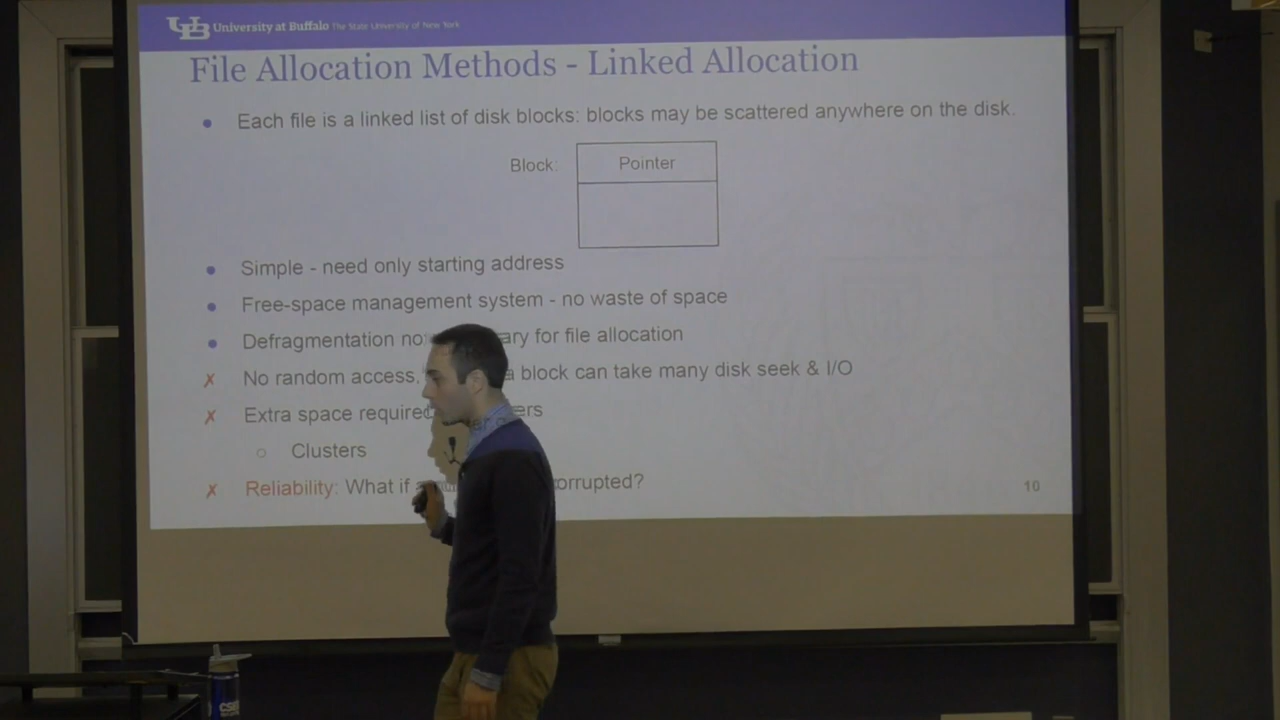 UB University at Buffalo The State University of New York
File Allocation Methods - Linked Allocation
• Each file is a linked list of disk blocks: blocks may be scattered anywhere on the disk.
Block: Pointer
• Simple - need only starting address
• Free-space management system - no waste of space
• Defragmentation no ary for file allocation
✗ No random access, a block can take many disk seek & I/O
✗ Extra space required ers
○ Clusters
✗ Reliability: What if orrupted?
10
CSE